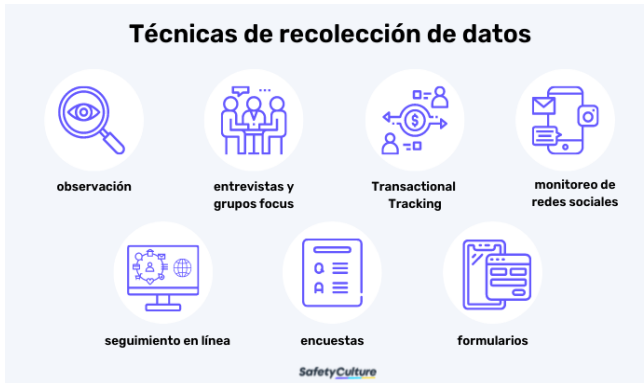 Técnicas de recolección de datos
observación
entrevistas y
grupos focus
Transactional
Tracking
monitoreo de
redes sociales
Q
A
seguimiento en línea
encuestas
formularios
SafetyCulture